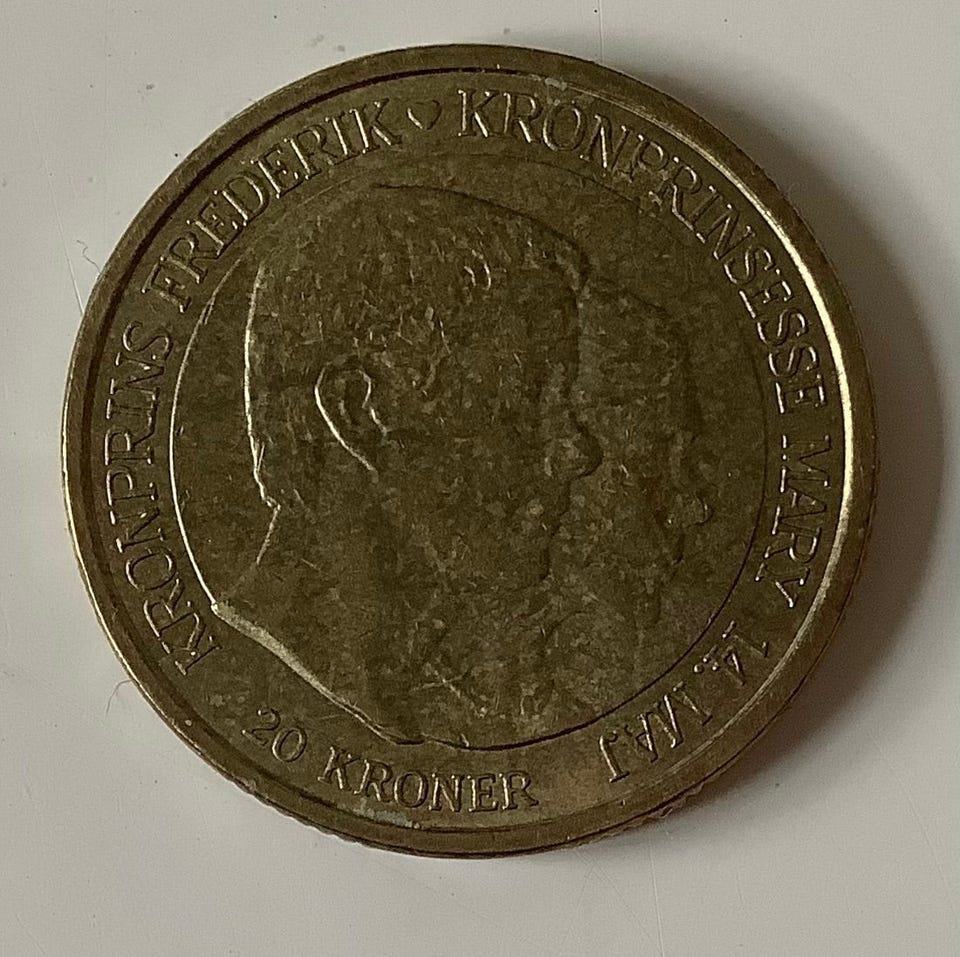 KRONPRINS FREDERIK ♥ KRONPRINSESSE MARY 14. MAJ
20 KRONER